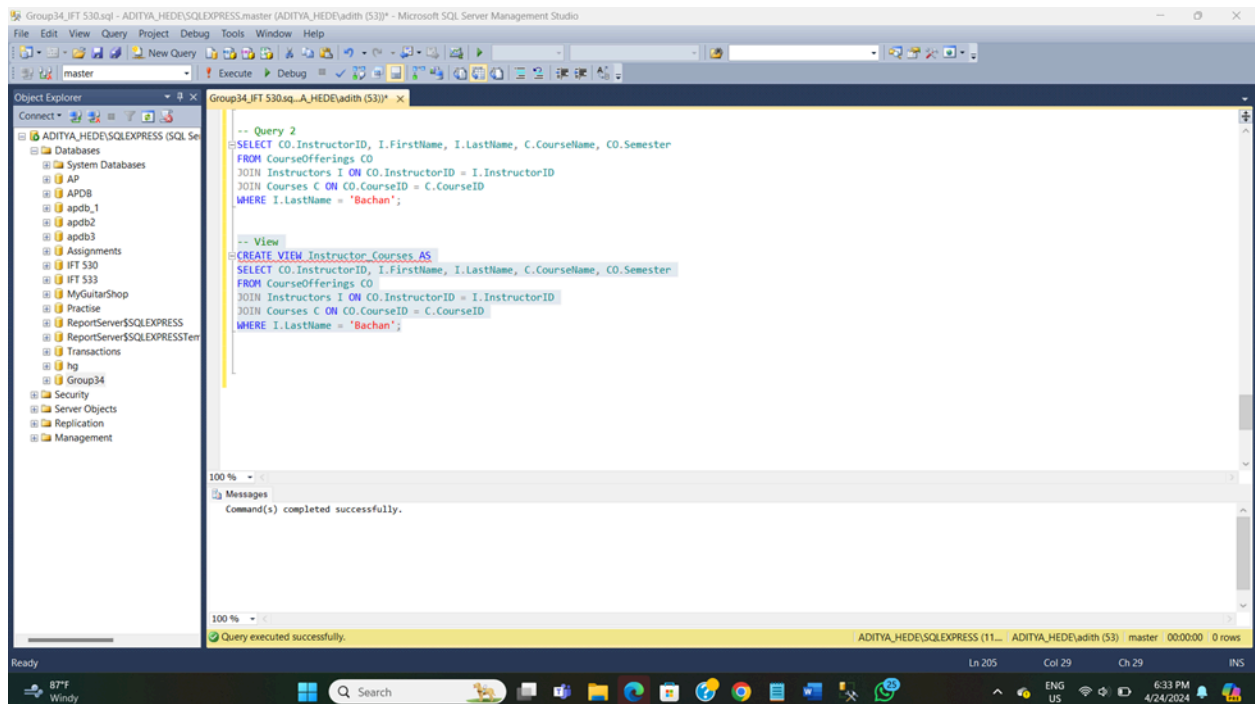 Group34_IFT 530.sql - ADITYA_HEDE\SQLEXPRESS.master (ADITYA_HEDE\adith (53))* - Microsoft SQL Server Management Studio
File Edit View Query Project Debug Tools Window Help
New Query
master
Execute Debug
Object Explorer
Group34_IFT 530.sq...A_HEDE\adith (53))*
Connect
ADITYA_HEDE\SQLEXPRESS (SQL Se
Databases
System Databases
AP
APDB
apdb_1
apdb2
apdb3
Assignments
IFT 530
IFT 533
MyGuitarShop
Practise
ReportServer$SQLEXPRESS
ReportServer$SQLEXPRESSTem
Transactions
hg
Group34
Security
Server Objects
Replication
Management
-- Query 2
SELECT CO.InstructorID, I.FirstName, I.LastName, C.CourseName, CO.Semester
FROM CourseOfferings CO
JOIN Instructors I ON CO.InstructorID = I.InstructorID
JOIN Courses C ON CO.CourseID = C.CourseID
WHERE I.LastName = 'Bachan';
-- View
CREATE VIEW Instructor_Courses AS
SELECT CO.InstructorID, I.FirstName, I.LastName, C.CourseName, CO.Semester
FROM CourseOfferings CO
JOIN Instructors I ON CO.InstructorID = I.InstructorID
JOIN Courses C ON CO.CourseID = C.CourseID
WHERE I.LastName = 'Bachan';
100 %
Messages
Command(s) completed successfully.
100 %
Query executed successfully.
ADITYA_HEDE\SQLEXPRESS (11... ADITYA_HEDE\adith (53) master 00:00:00 0 rows
Ready
Ln 205 Col 29 Ch 29 INS
87°F
Windy
Search
25
ENG
US
6:33 PM
4/24/2024